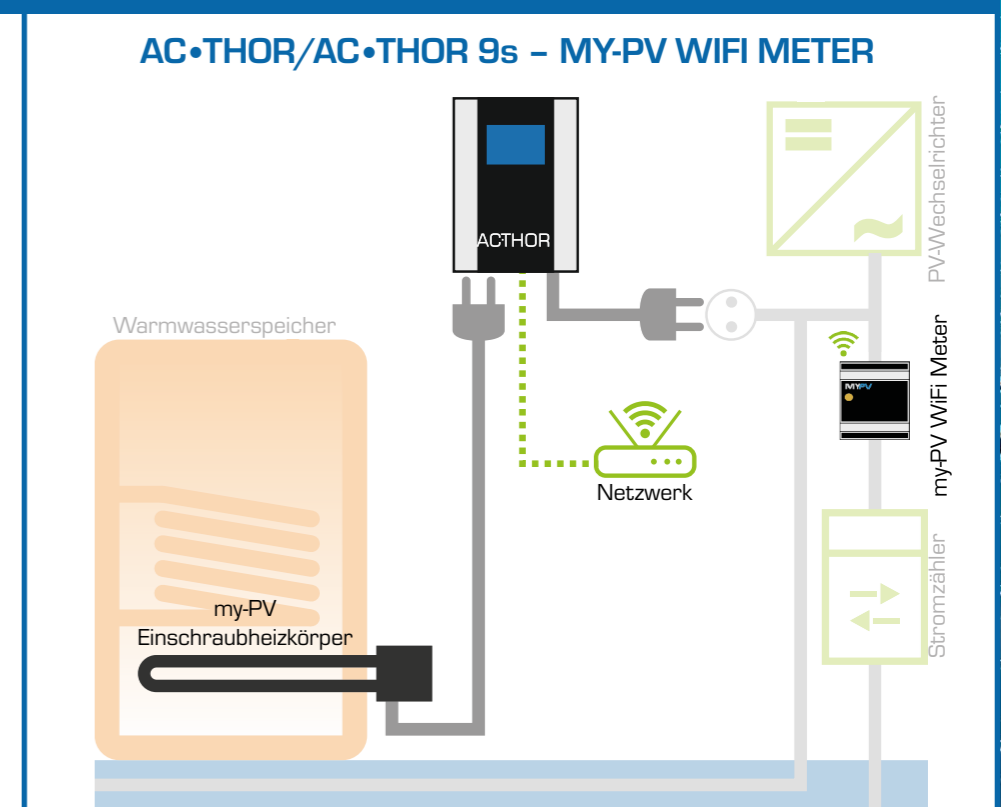 AC•THOR/AC•THOR 9s – MY-PV WIFI METER
ACTHOR
PV-Wechselrichter
Warmwasserspeicher
MYPV
my-PV WiFi Meter
Netzwerk
Stromzähler
my-PV
Einschraubheizkörper